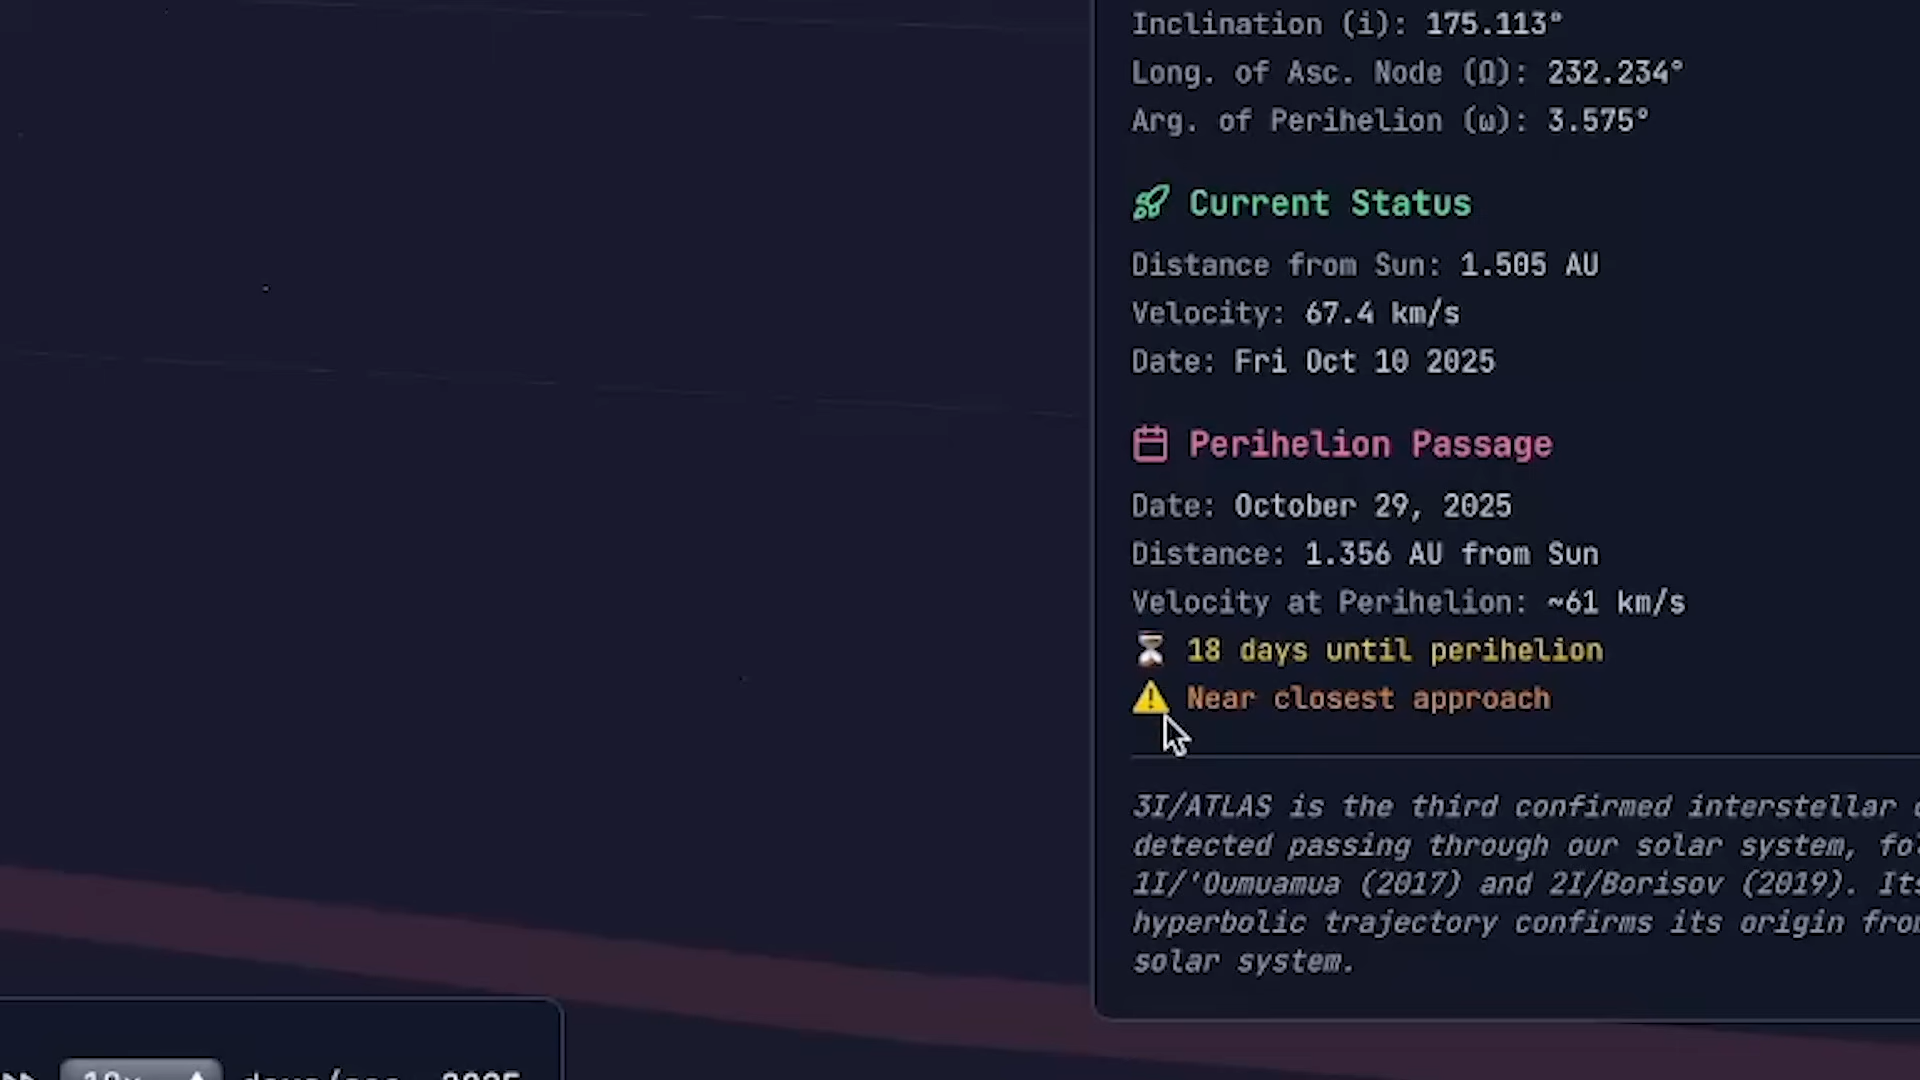 Inclination (i): 175.113°
Long. of Asc. Node (Ω): 232.234°
Arg. of Perihelion (ω): 3.575°
Current Status
Distance from Sun: 1.505 AU
Velocity: 67.4 km/s
Date: Fri Oct 10 2025
Perihelion Passage
Date: October 29, 2025
Distance: 1.356 AU from Sun
Velocity at Perihelion: ~61 km/s
⏳ 18 days until perihelion
⚠️ Near closest approach
3I/ATLAS is the third confirmed interstellar
detected passing through our solar system,
1I/'Oumuamua (2017) and 2I/Borisov (2019). Its
hyperbolic trajectory confirms its origin
solar system.
days/sec 2025